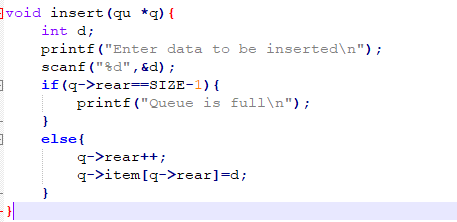 void insert(qu *q){
    int d;
    printf("Enter data to be inserted\n");
    scanf("%d",&d);
    if(q->rear==SIZE-1){
        printf("Queue is full\n");
    }
    else{
        q->rear++;
        q->item[q->rear]=d;
    }
}